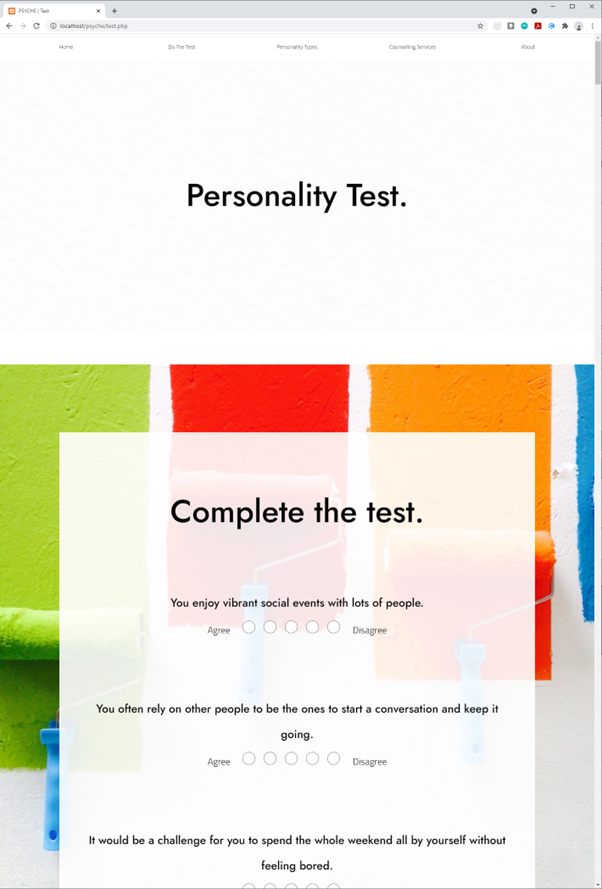 PSYCHE | Test
localhost/psyche/test.php
Home Do The Test Personality Types Counselling Services About
Personality Test.
Complete the test.
You enjoy vibrant social events with lots of people.
Agree Disagree
You often rely on other people to be the ones to start a conversation and keep it
going.
Agree Disagree
It would be a challenge for you to spend the whole weekend all by yourself without
feeling bored.